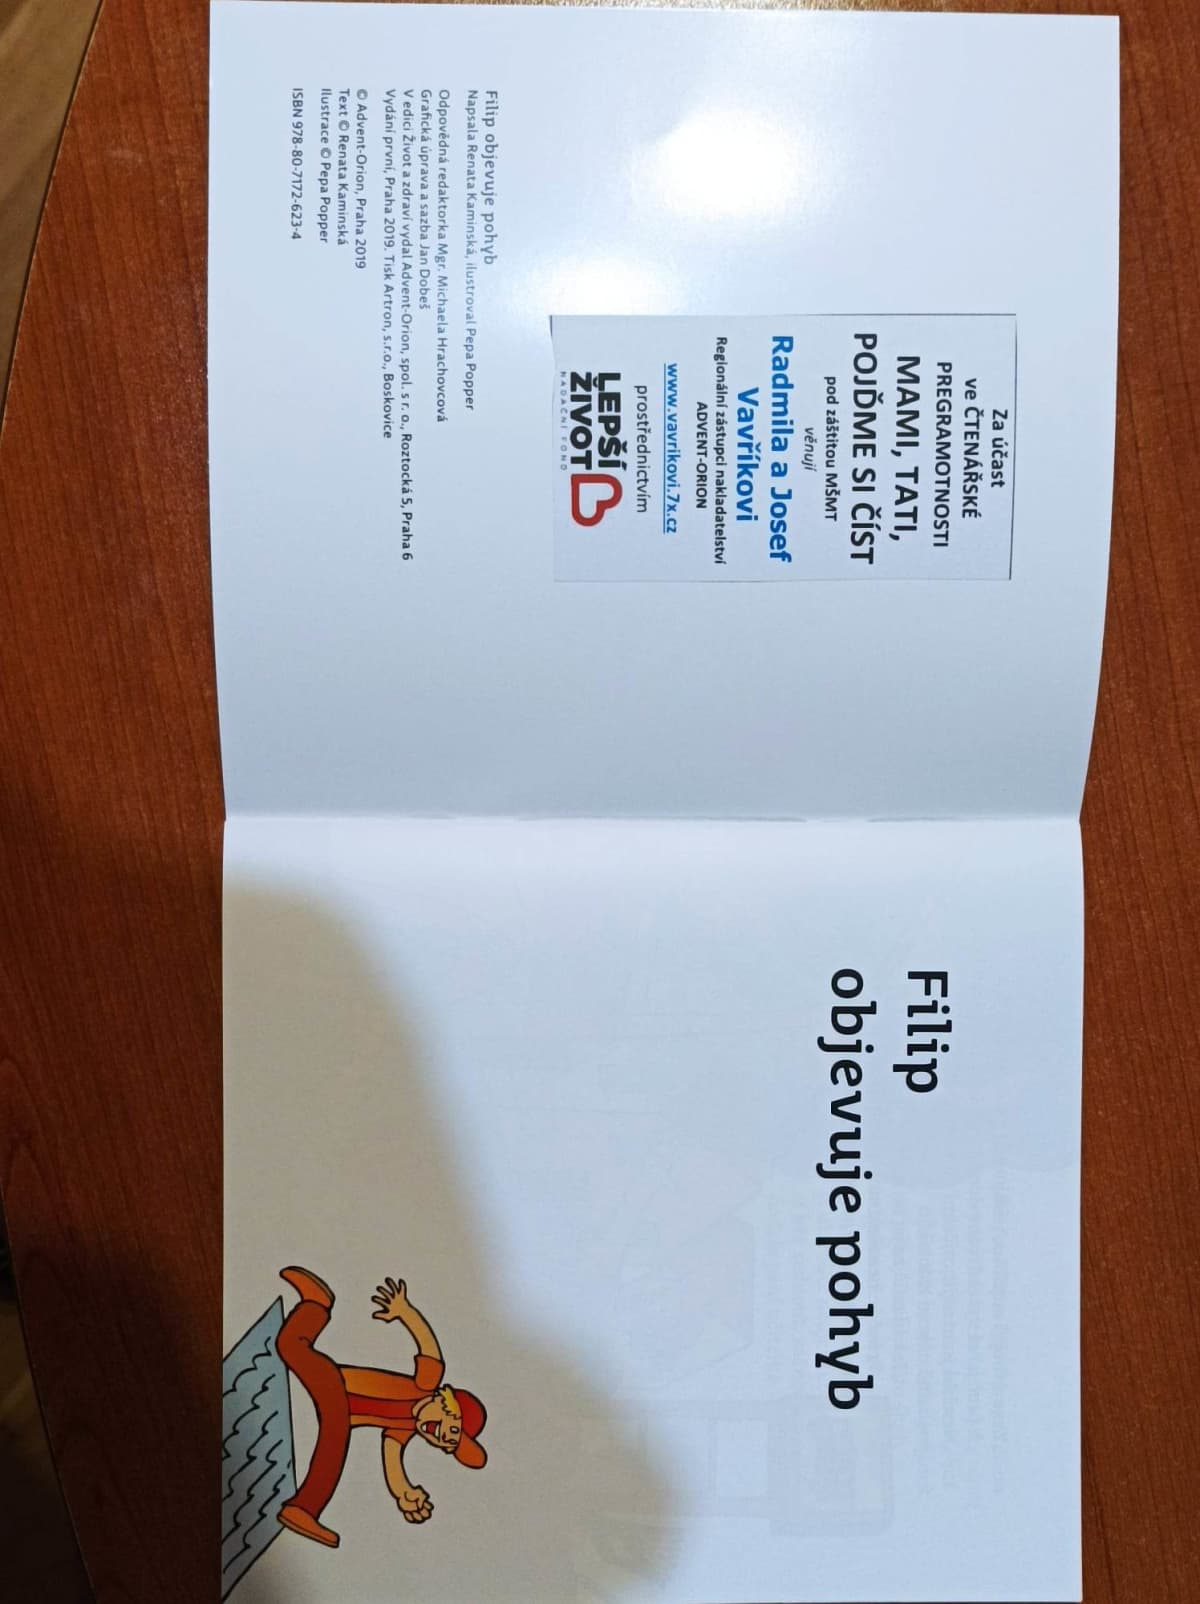 Za účast
ve ČTENÁŘSKÉ
PREGRAMOTNOSTI
MAMI, TATI,
POJĎME SI ČÍST
pod záštitou MŠMT
věnují
Radmila a Josef
Vavříkovi
Regionální zástupci nakladatelství
ADVENT-ORION
www.vavrikovi.7x.cz
prostřednictvím
LEPŠÍ
ŽIVOT
NADAČNÍ FOND
Filip objevuje pohyb
Napsala Renata Kaminská, ilustroval Pepa Popper
Odpovědná redaktorka Mgr. Michaela Hrachovcová
Grafická úprava a sazba Jan Dobeš
V edici Život a zdraví vydal Advent-Orion, spol. s r. o., Roztocká 5, Praha 6
Vydání první, Praha 2019. Tisk Artron, s.r.o., Boskovice
© Advent-Orion, Praha 2019
Text © Renata Kaminská
Ilustrace © Pepa Popper
ISBN 978-80-7172-623-4
Filip
objevuje pohyb